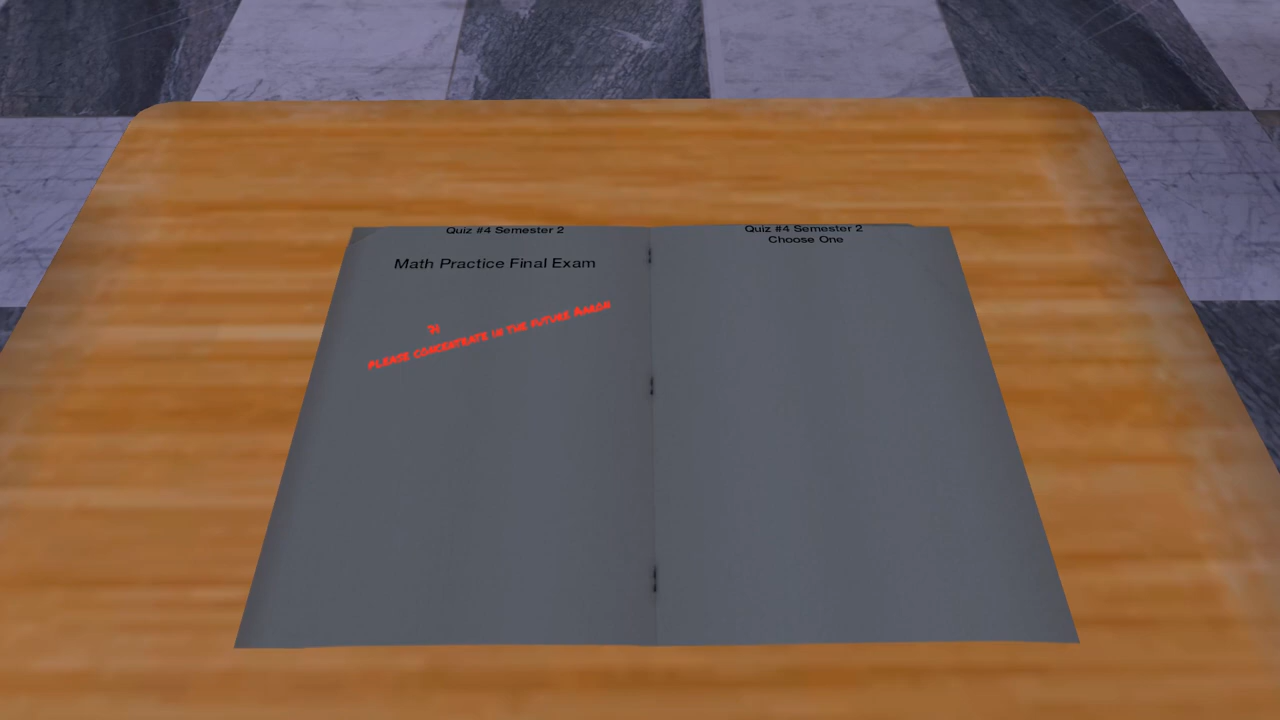 Quiz #4 Semester 2
Math Practice Final Exam
PLEASE CONCENTRATE IN THE FUTURE AARON
Quiz #4 Semester 2
Choose One